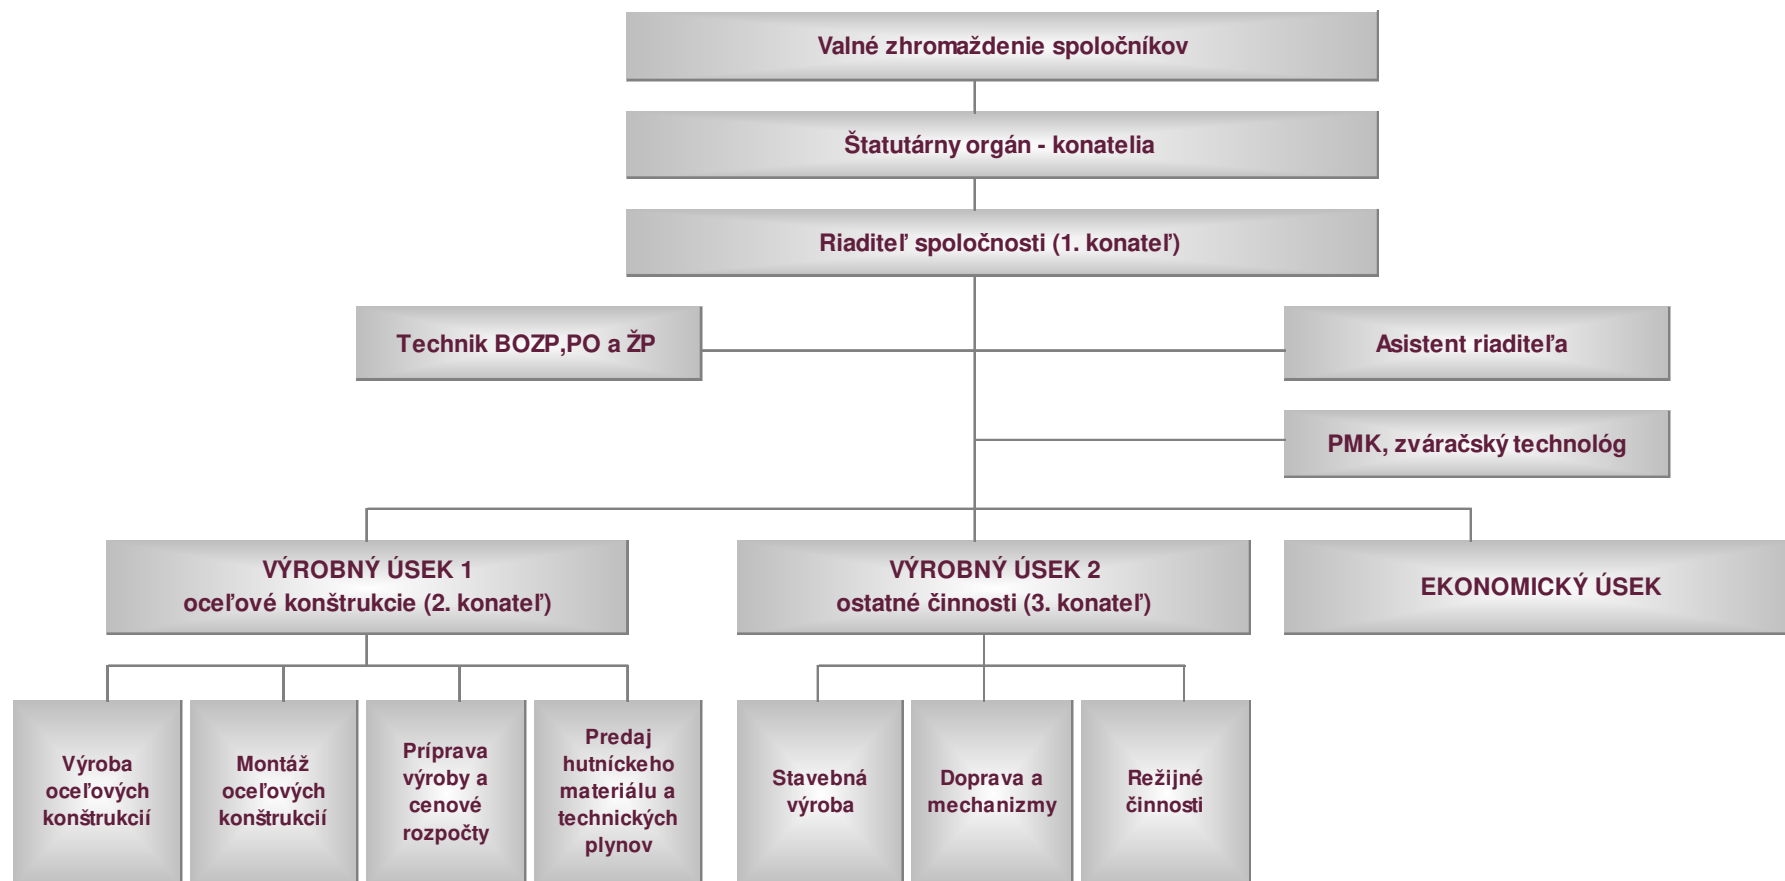 Valné zhromaždenie spoločníkov
Štatutárny orgán - konatelia
Riaditeľ spoločnosti (1. konateľ)
Technik BOZP,PO a ŽP
Asistent riaditeľa
PMK, zváračský technológ
VÝROBNÝ ÚSEK 1
oceľové konštrukcie (2. konateľ)
VÝROBNÝ ÚSEK 2
ostatné činnosti (3. konateľ)
EKONOMICKÝ ÚSEK
Výroba
oceľových
konštrukcií
Montáž
oceľových
konštrukcií
Príprava
výroby a
cenové
rozpočty
Predaj
hutníckeho
materiálu a
technických
plynov
Stavebná
výroba
Doprava a
mechanizmy
Režijné
činnosti